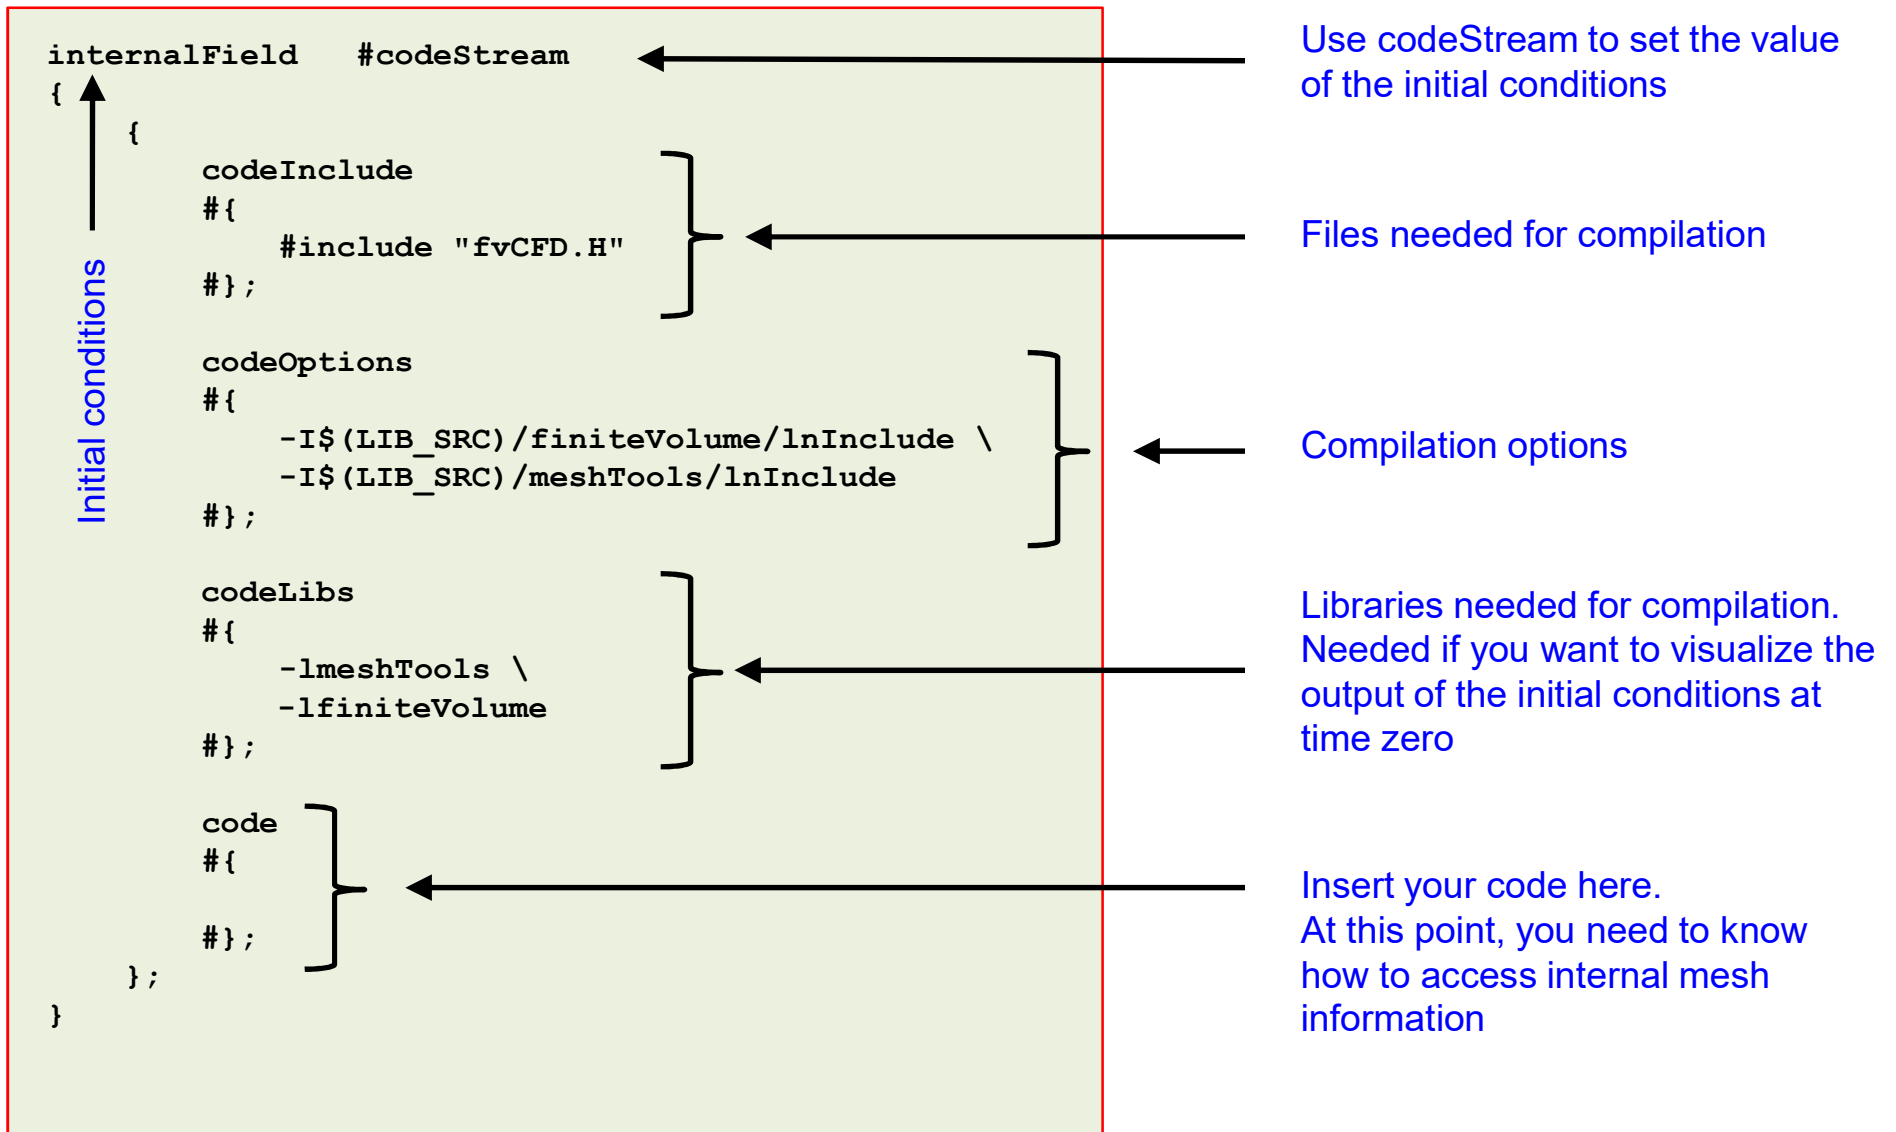 internalField   #codeStream
{
    {
        codeInclude
        #{
            #include "fvCFD.H"
        #};
        codeOptions
        #{
            -I$(LIB_SRC)/finiteVolume/lnInclude \
            -I$(LIB_SRC)/meshTools/lnInclude
        #};
        codeLibs
        #{
            -lmeshTools \
            -lfiniteVolume
        #};
        code
        #{
        #};
    };
}
Initial conditions
Use codeStream to set the value
of the initial conditions
Files needed for compilation
Compilation options
Libraries needed for compilation.
Needed if you want to visualize the
output of the initial conditions at
time zero
Insert your code here.
At this point, you need to know
how to access internal mesh
information